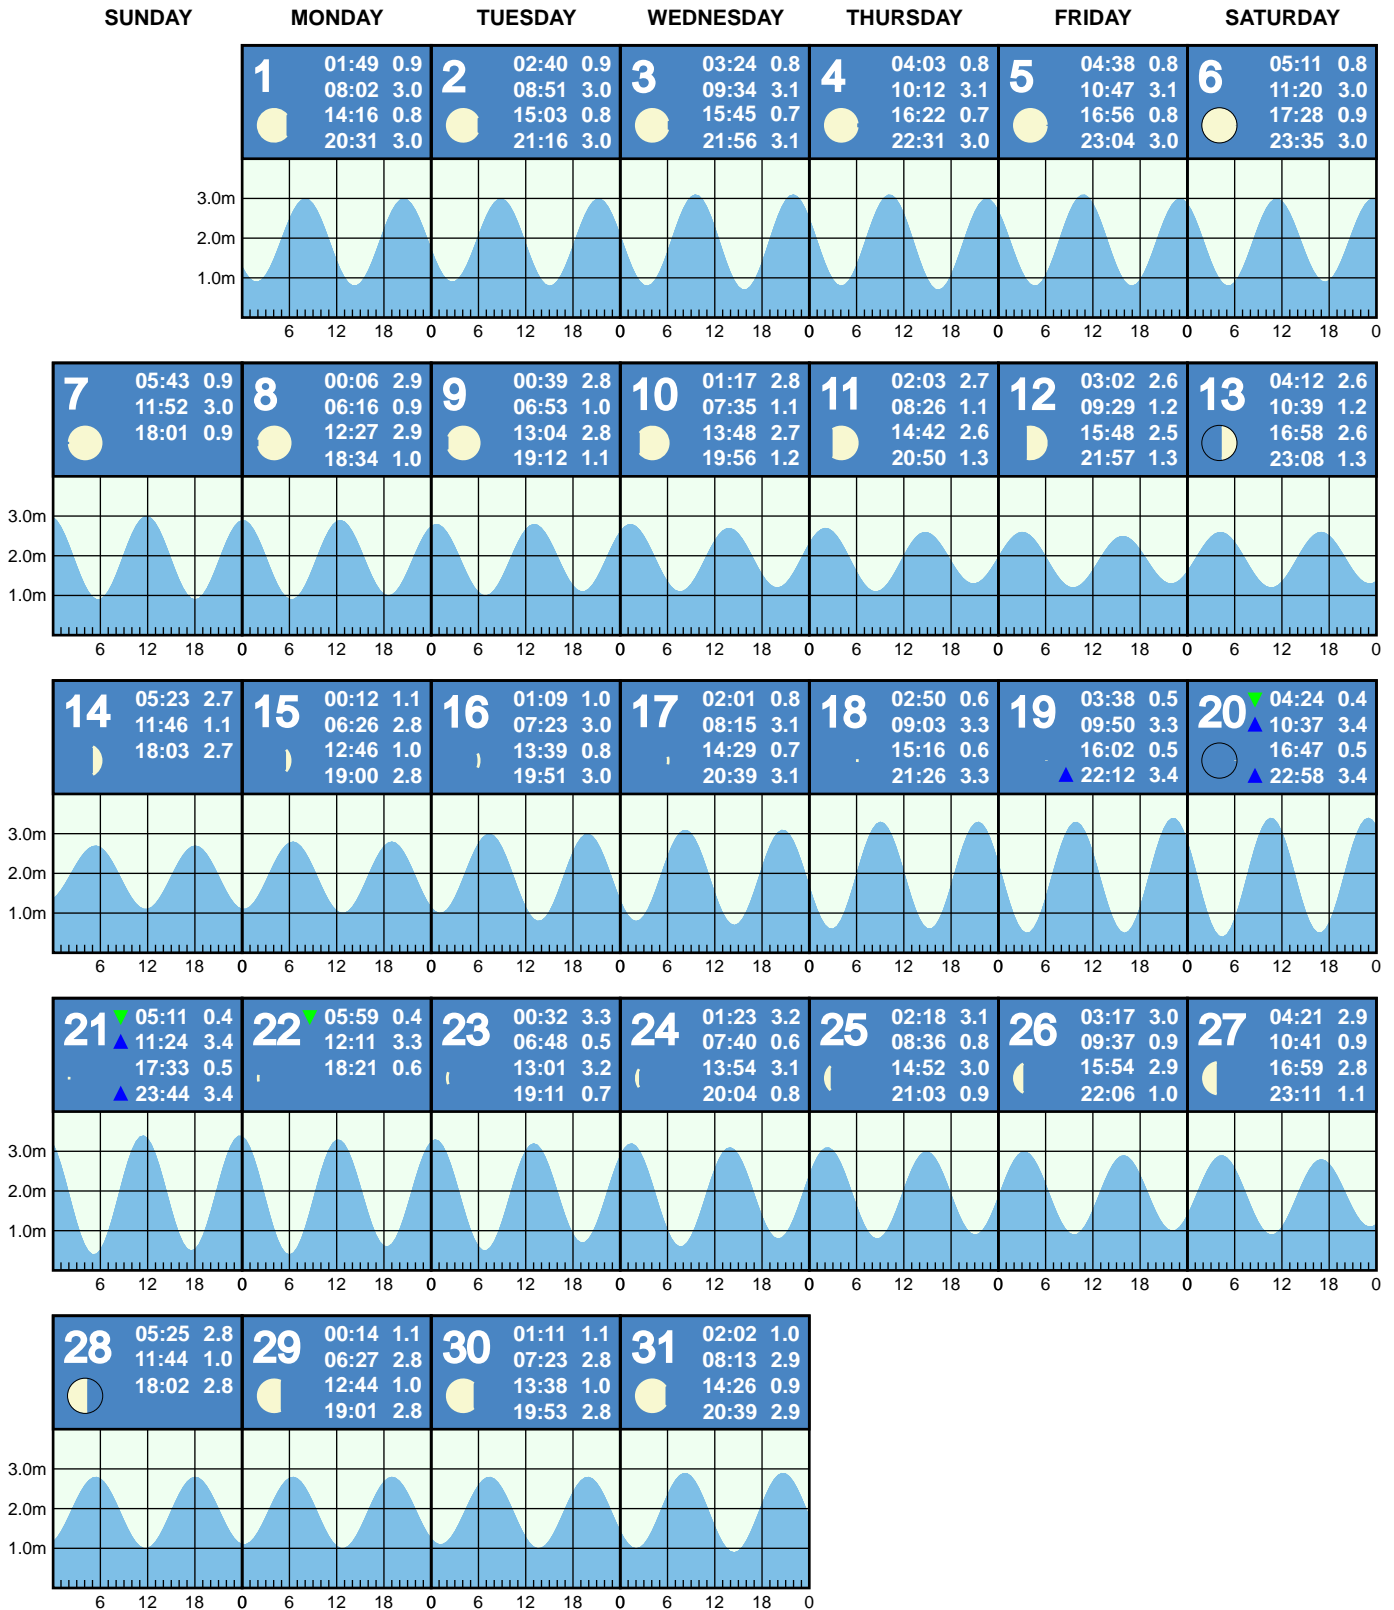 SUNDAY MONDAY TUESDAY WEDNESDAY THURSDAY FRIDAY SATURDAY
1 01:49 0.9
08:02 3.0
14:16 0.8
20:31 3.0
2 02:40 0.9
08:51 3.0
15:03 0.8
21:16 3.0
3 03:24 0.8
09:34 3.1
15:45 0.7
21:56 3.1
4 04:03 0.8
10:12 3.1
16:22 0.7
22:31 3.0
5 04:38 0.8
10:47 3.1
16:56 0.8
23:04 3.0
6 05:11 0.8
11:20 3.0
17:28 0.9
23:35 3.0
3.0m
2.0m
1.0m
6 12 18 0 6 12 18 0 6 12 18 0 6 12 18 0 6 12 18 0 6 12 18 0
7 05:43 0.9
11:52 3.0
18:01 0.9
8 00:06 2.9
06:16 0.9
12:27 2.9
18:34 1.0
9 00:39 2.8
06:53 1.0
13:04 2.8
19:12 1.1
10 01:17 2.8
07:35 1.1
13:48 2.7
19:56 1.2
11 02:03 2.7
08:26 1.1
14:42 2.6
20:50 1.3
12 03:02 2.6
09:29 1.2
15:48 2.5
21:57 1.3
13 04:12 2.6
10:39 1.2
16:58 2.6
23:08 1.3
3.0m
2.0m
1.0m
6 12 18 0 6 12 18 0 6 12 18 0 6 12 18 0 6 12 18 0 6 12 18 0 6 12 18 0
14 05:23 2.7
11:46 1.1
18:03 2.7
15 00:12 1.1
06:26 2.8
12:46 1.0
19:00 2.8
16 01:09 1.0
07:23 3.0
13:39 0.8
19:51 3.0
17 02:01 0.8
08:15 3.1
14:29 0.7
20:39 3.1
18 02:50 0.6
09:03 3.3
15:16 0.6
21:26 3.3
19 03:38 0.5
09:50 3.3
16:02 0.5
22:12 3.4
20 04:24 0.4
10:37 3.4
16:47 0.5
22:58 3.4
3.0m
2.0m
1.0m
6 12 18 0 6 12 18 0 6 12 18 0 6 12 18 0 6 12 18 0 6 12 18 0 6 12 18 0
21 05:11 0.4
11:24 3.4
17:33 0.5
23:44 3.4
22 05:59 0.4
12:11 3.3
18:21 0.6
23 00:32 3.3
06:48 0.5
13:01 3.2
19:11 0.7
24 01:23 3.2
07:40 0.6
13:54 3.1
20:04 0.8
25 02:18 3.1
08:36 0.8
14:52 3.0
21:03 0.9
26 03:17 3.0
09:37 0.9
15:54 2.9
22:06 1.0
27 04:21 2.9
10:41 0.9
16:59 2.8
23:11 1.1
3.0m
2.0m
1.0m
6 12 18 0 6 12 18 0 6 12 18 0 6 12 18 0 6 12 18 0 6 12 18 0 6 12 18 0
28 05:25 2.8
11:44 1.0
18:02 2.8
29 00:14 1.1
06:27 2.8
12:44 1.0
19:01 2.8
30 01:11 1.1
07:23 2.8
13:38 1.0
19:53 2.8
31 02:02 1.0
08:13 2.9
14:26 0.9
20:39 2.9
3.0m
2.0m
1.0m
6 12 18 0 6 12 18 0 6 12 18 0 6 12 18 0